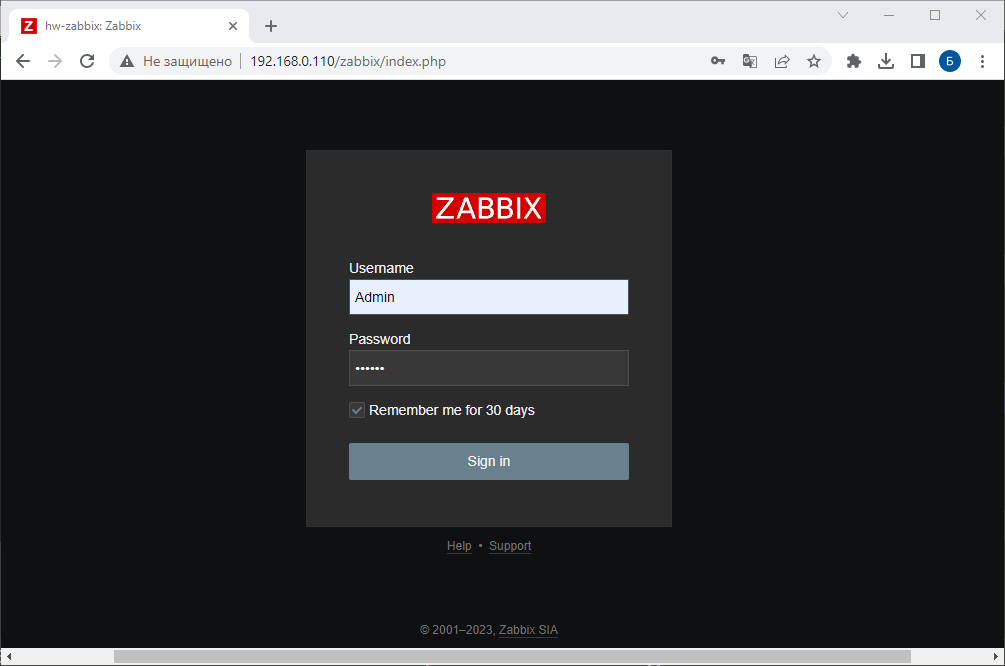 Z hw-zabbix: Zabbix
Не защищено 192.168.0.110/zabbix/index.php Б
ZABBIX
Username
Admin
Password
••••••
Remember me for 30 days
Sign in
Help • Support
© 2001–2023, Zabbix SIA